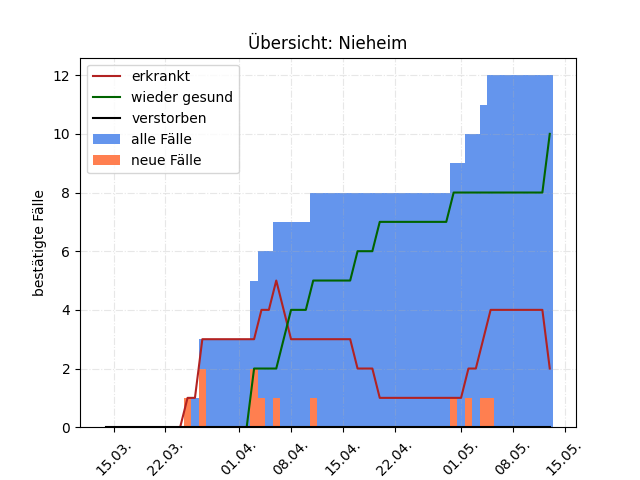 Übersicht: Nieheim
erkrankt
wieder gesund
verstorben
alle Fälle
neue Fälle
bestätigte Fälle
12
10
8
6
4
2
0
15.03.
22.03.
01.04.
08.04.
15.04.
22.04.
01.05.
08.05.
15.05.